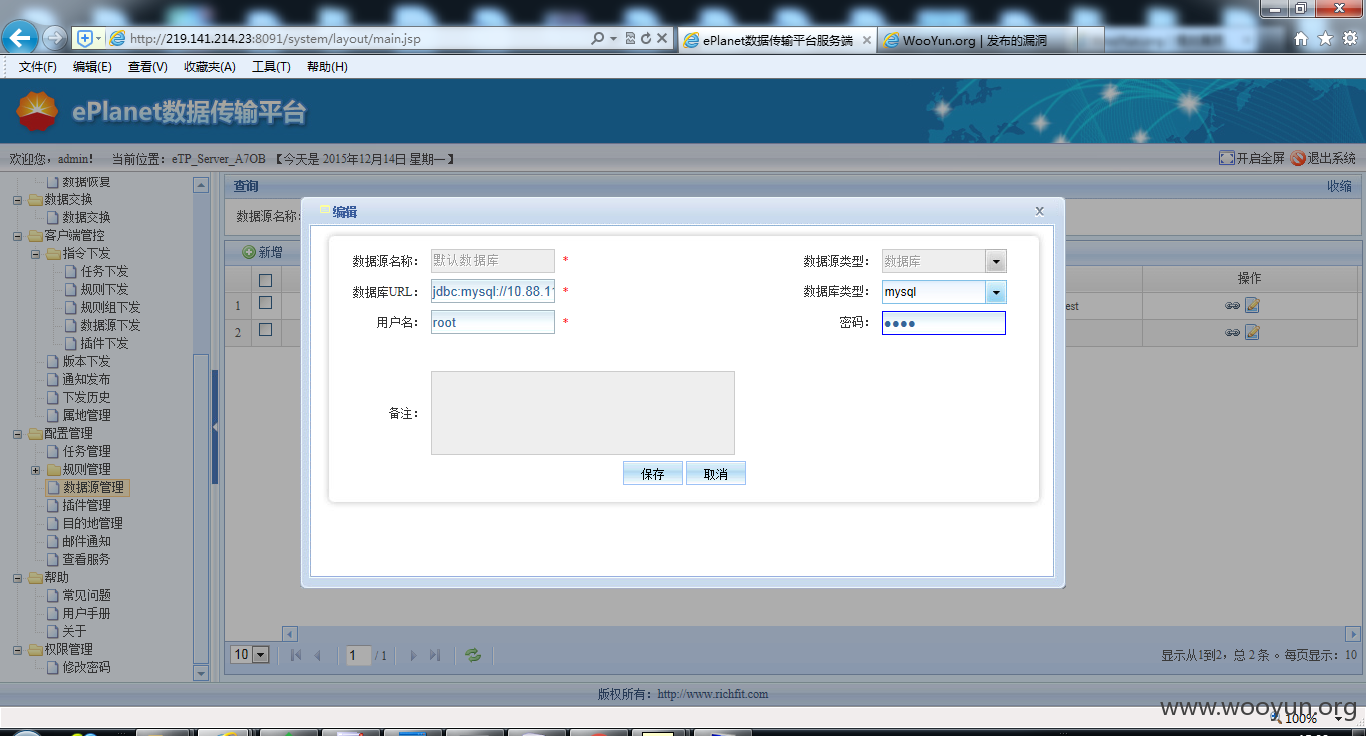 http://219.141.214.23:8091/system/layout/main.jsp
ePlanet数据传输平台服务端
WooYun.org | 发布的漏洞
文件(F) 编辑(E) 查看(V) 收藏夹(A) 工具(T) 帮助(H)
ePlanet数据传输平台
欢迎您，admin! 当前位置：eTP_Server_A7OB 【今天是 2015年12月14日 星期一】
开启全屏 退出系统
数据恢复
数据交换
数据交换
客户端管控
指令下发
任务下发
规则下发
规则组下发
数据源下发
插件下发
版本下发
通知发布
下发历史
属地管理
配置管理
任务管理
规则管理
数据源管理
插件管理
目的地管理
邮件通知
查看服务
帮助
常见问题
用户手册
关于
权限管理
修改密码
查询 收缩
数据源名称:
新增
操作
1 est
2
编辑 x
数据源名称： 默认数据库 * 数据源类型： 数据库
数据库URL： jdbc:mysql://10.88.1 * 数据库类型： mysql
用户名： root * 密码： ●●●●
备注：
保存 取消
10 1 / 1 显示从1到2，总 2 条 。每页显示：10
版权所有：http://www.richfit.com
www.wooyun.org
100%